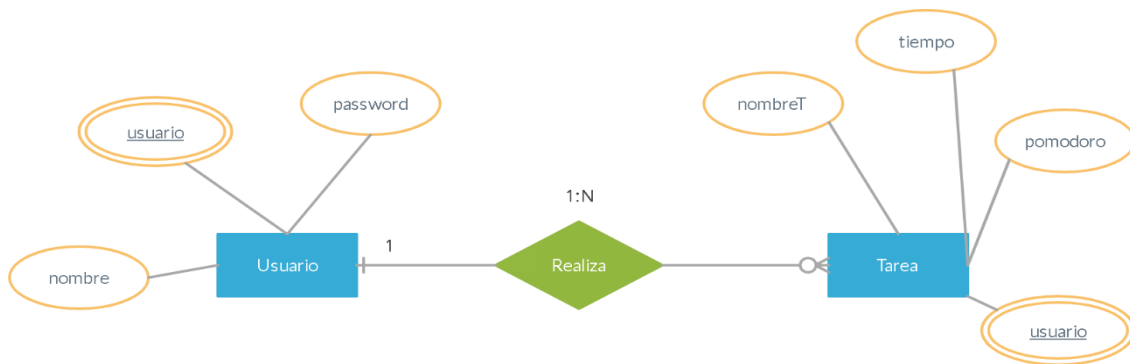 tiempo
password
nombreT
usuario
pomodoro
1:N
1
Usuario
Realiza
Tarea
nombre
usuario